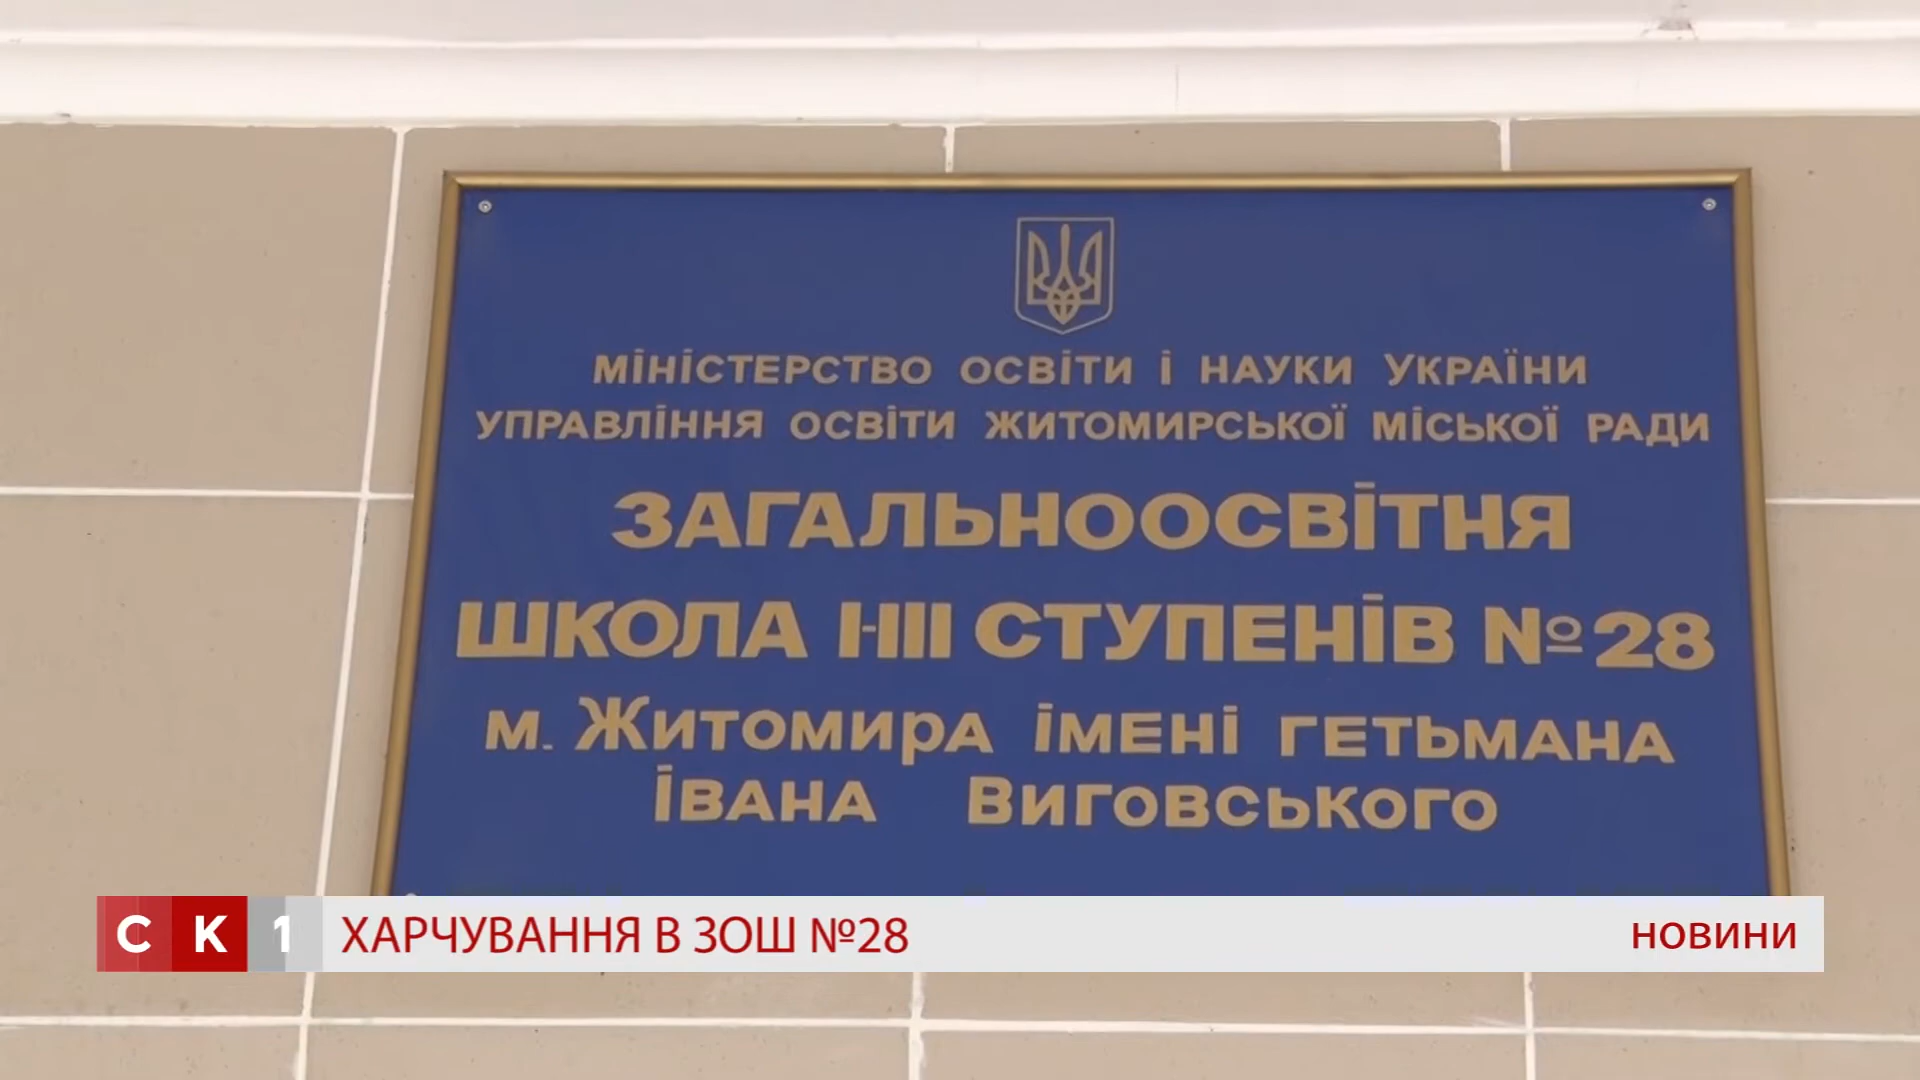 МІНІСТЕРСТВО ОСВІТИ І НАУКИ УКРАЇНИ
УПРАВЛІННЯ ОСВІТИ ЖИТОМИРСЬКОЇ МІСЬКОЇ РАДИ
ЗАГАЛЬНООСВІТНЯ
ШКОЛА І-ІІІ СТУПЕНІВ №28
м. Житомира імені гетьмана
Івана Виговського
СК1 ХАРЧУВАННЯ В ЗОШ №28 НОВИНИ